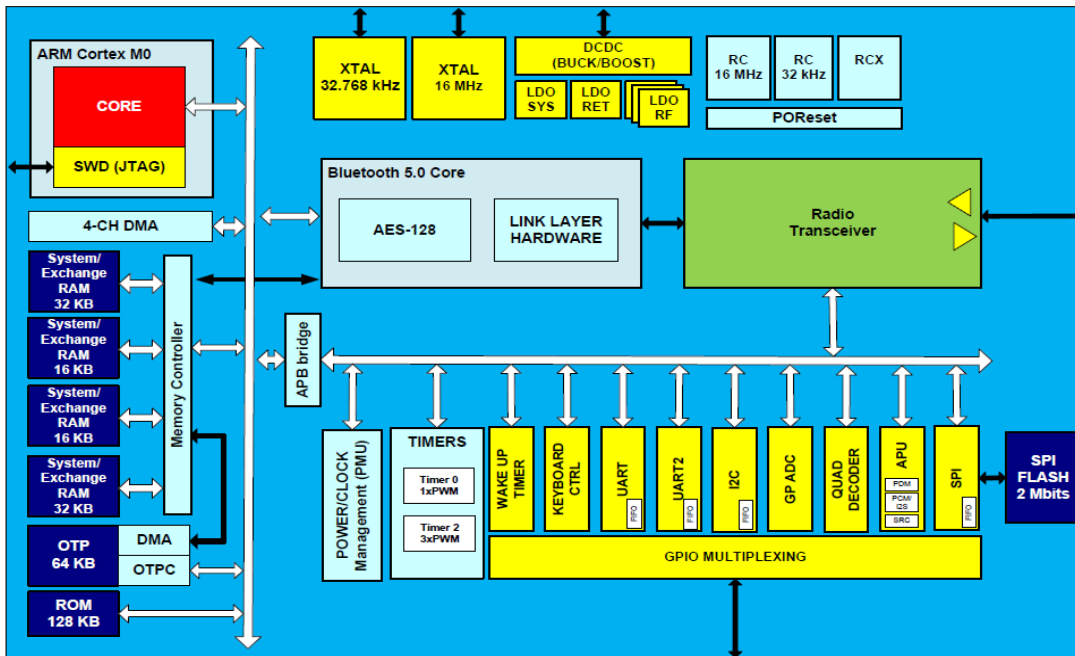 ARM Cortex M0
CORE
SWD (JTAG)
4-CH DMA
System/
Exchange
RAM
32 KB
System/
Exchange
RAM
16 KB
System/
Exchange
RAM
16 KB
System/
Exchange
RAM
32 KB
Memory Controller
OTP
64 KB
DMA
OTPC
ROM
128 KB
XTAL
32.768 kHz
XTAL
16 MHz
DCDC
(BUCK/BOOST)
LDO
SYS
LDO
RET
LDO
RF
RC
16 MHz
RC
32 kHz
RCX
POReset
Bluetooth 5.0 Core
AES-128
LINK LAYER
HARDWARE
Radio
Transceiver
APB bridge
POWER/CLOCK
Management (PMU)
TIMERS
Timer 0
1xPWM
Timer 2
3xPWM
WAKE UP
TIMER
KEYBOARD
CTRL
UART
FIFO
UART2
FIFO
I2C
FIFO
GP ADC
QUAD
DECODER
APU
PDM
PCM/
I2S
SRC
SPI
FIFO
GPIO MULTIPLEXING
SPI
FLASH
2 Mbits